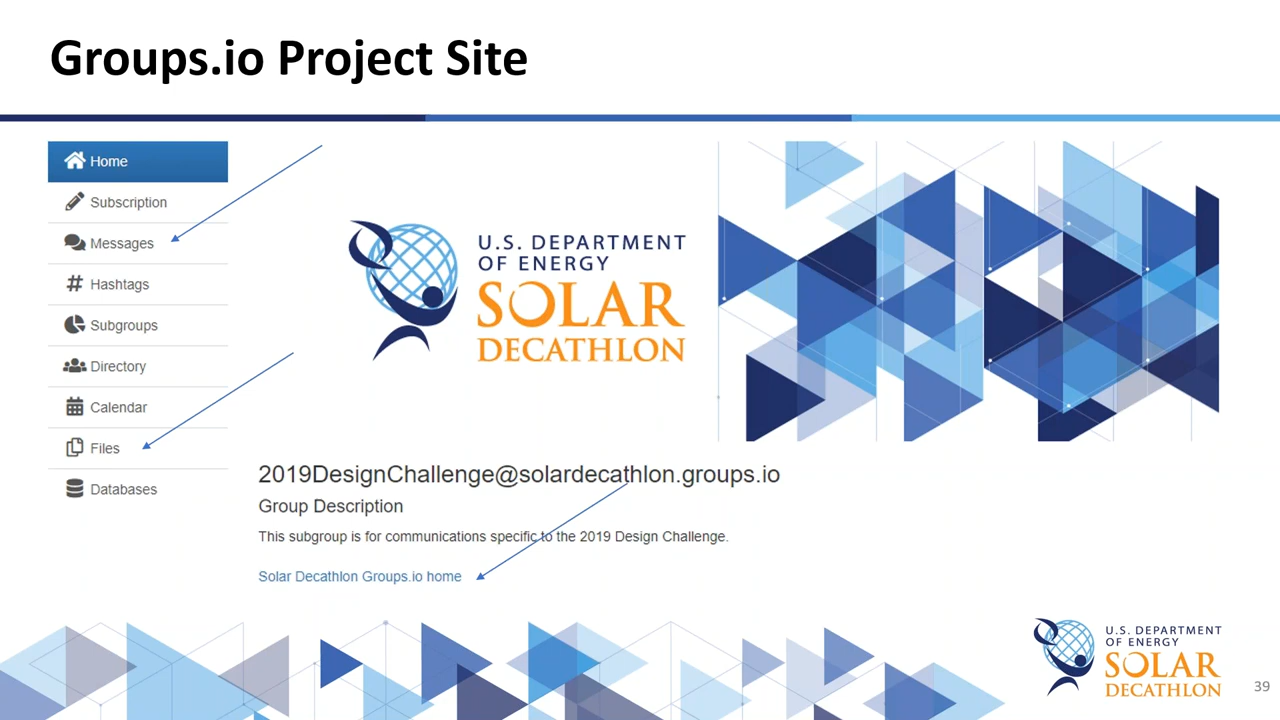 Groups.io Project Site
Home
Subscription
Messages
Hashtags
Subgroups
Directory
Calendar
Files
Databases
U.S. DEPARTMENT
OF ENERGY
SOLAR
DECATHLON
2019DesignChallenge@solardecathlon.groups.io
Group Description
This subgroup is for communications specific to the 2019 Design Challenge.
Solar Decathlon Groups.io home
U.S. DEPARTMENT
OF ENERGY
SOLAR
DECATHLON
39